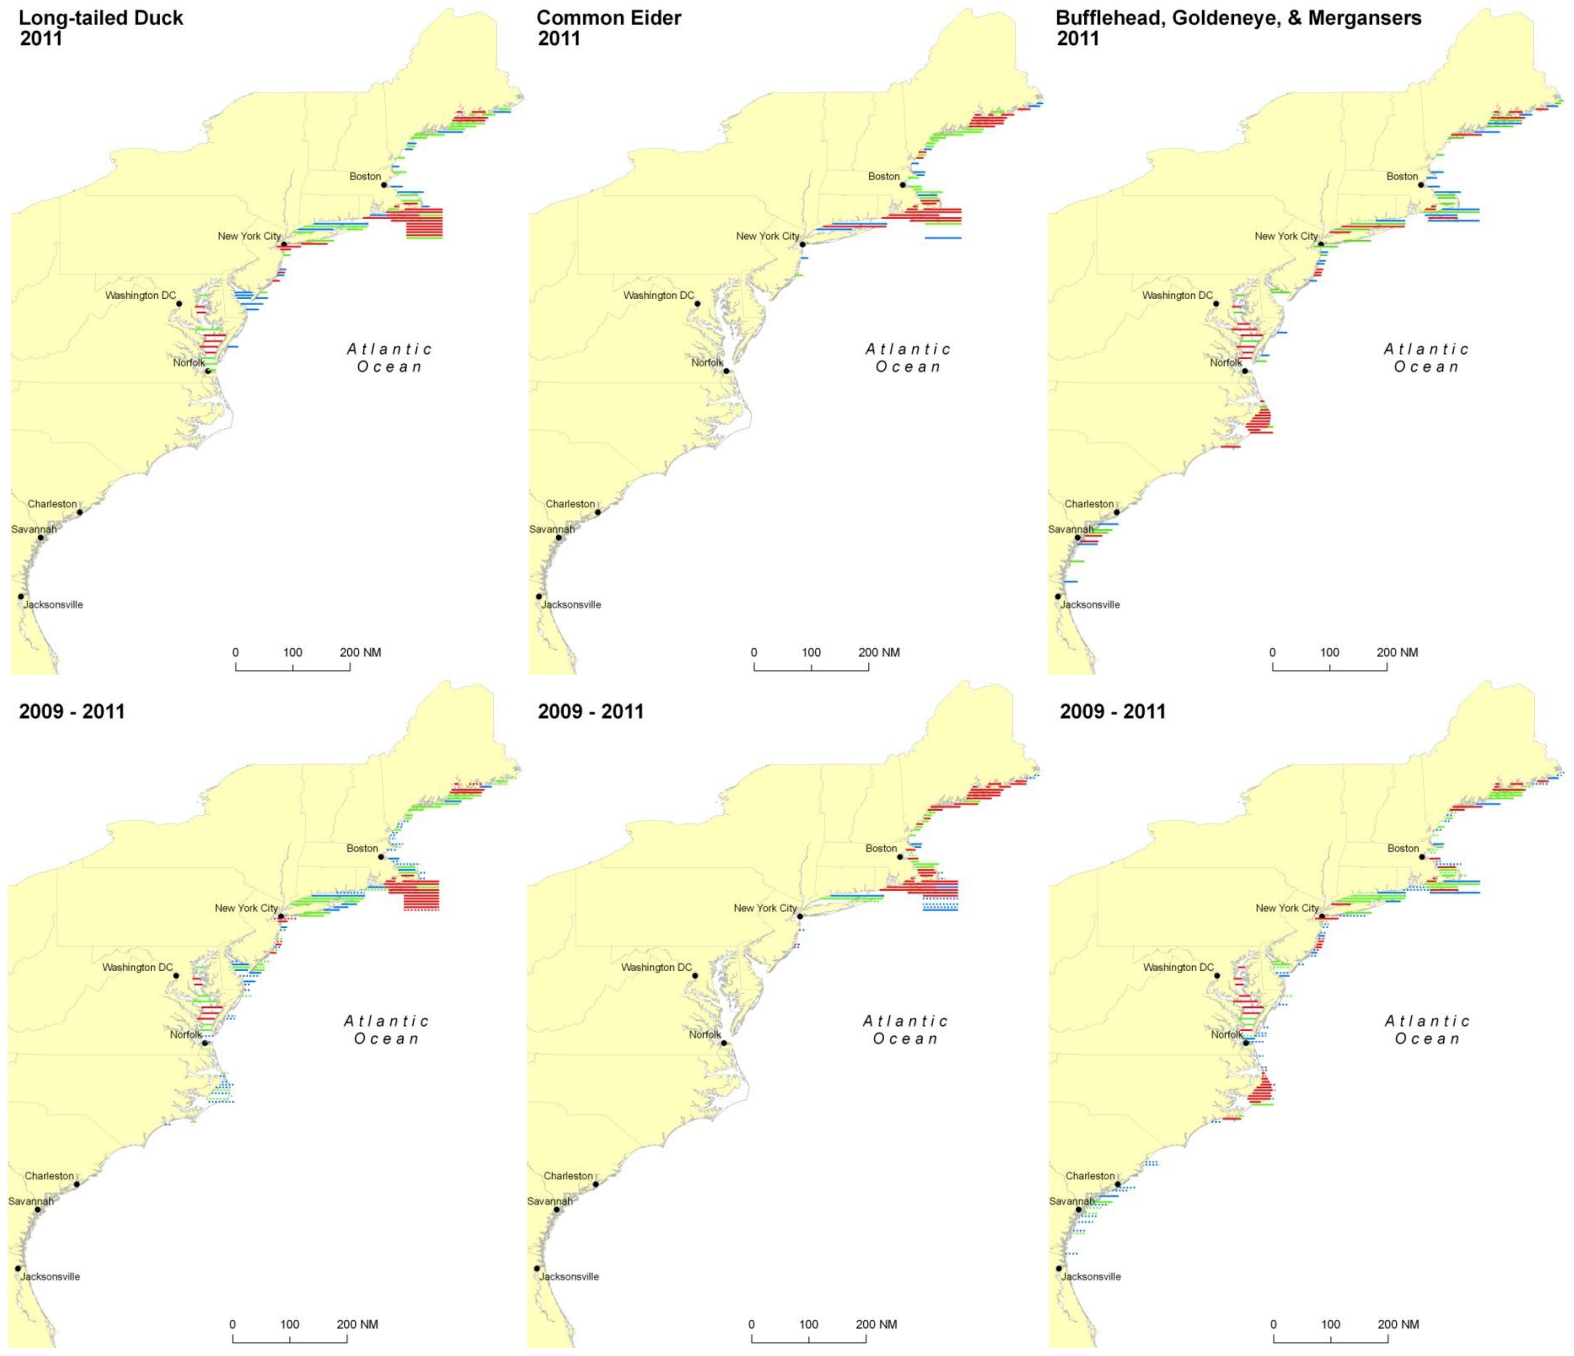 Long-tailed Duck
2011
Boston
New York City
Washington DC
Atlantic
Ocean
Norfolk
Charleston
Savannah
Jacksonville
0 100 200 NM
Common Eider
2011
Boston
New York City
Washington DC
Atlantic
Ocean
Norfolk
Charleston
Savannah
Jacksonville
0 100 200 NM
Bufflehead, Goldeneye, & Mergansers
2011
Boston
New York City
Washington DC
Atlantic
Ocean
Norfolk
Charleston
Savannah
Jacksonville
0 100 200 NM
2009 - 2011
Boston
New York City
Washington DC
Atlantic
Ocean
Norfolk
Charleston
Savannah
Jacksonville
0 100 200 NM
2009 - 2011
Boston
New York City
Washington DC
Atlantic
Ocean
Norfolk
Charleston
Savannah
Jacksonville
0 100 200 NM
2009 - 2011
Boston
New York City
Washington DC
Atlantic
Ocean
Norfolk
Charleston
Savannah
Jacksonville
0 100 200 NM